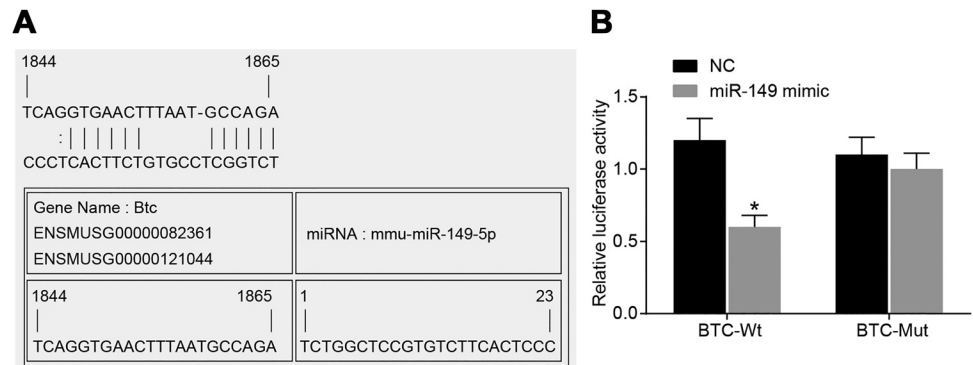 A
1844 1865
TCAGGTGAACTTTAAT-GCCAGA
CCCTCACTTCTGTGCCTCGGTCT
Gene Name : Btc
ENSMUSG00000082361
ENSMUSG00000121044
miRNA : mmu-miR-149-5p
1844 1865
TCAGGTGAACTTTAATGCCAGA
1 23
TCTGGCTCCGTGTCTTCACTCCC
B
NC
miR-149 mimic
Relative luciferase activity
1.5
1.0
0.5
0.0
*
BTC-Wt
BTC-Mut